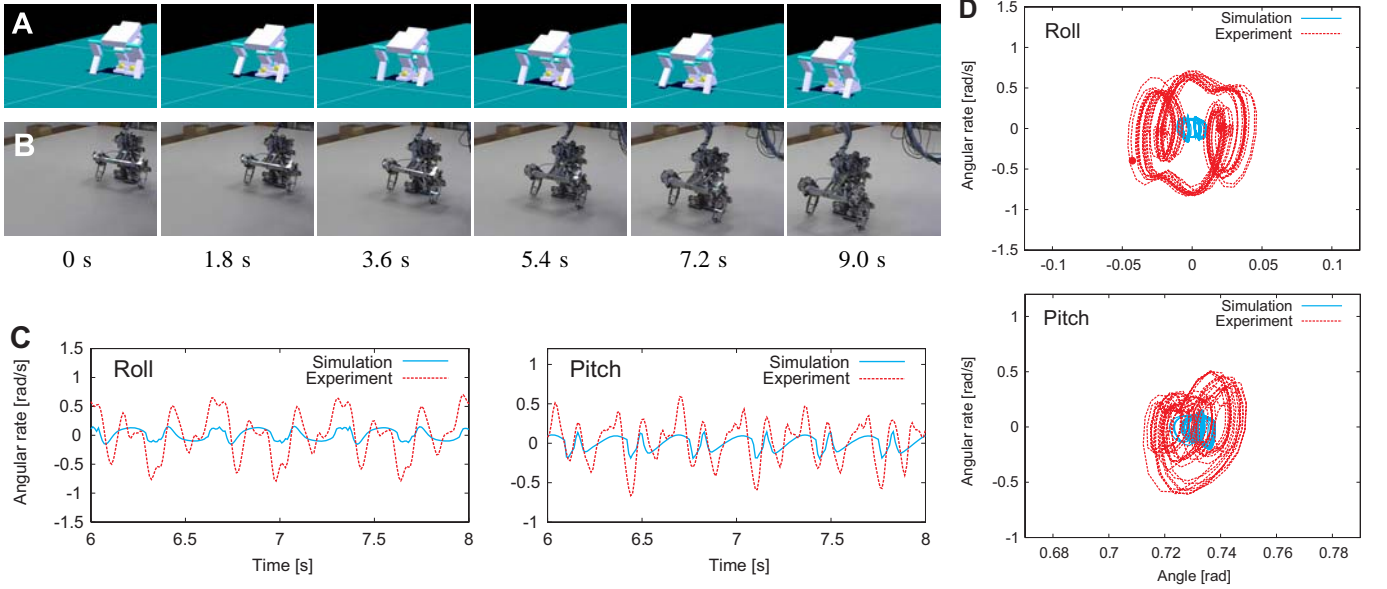 A
B
0 s 1.8 s 3.6 s 5.4 s 7.2 s 9.0 s
C
Roll
Simulation
Experiment
Angular rate [rad/s]
1.5
1
0.5
0
-0.5
-1
-1.5
6 6.5 7 7.5 8
Time [s]
Pitch
Simulation
Experiment
1
0.5
0
-0.5
-1
6 6.5 7 7.5 8
Time [s]
D
Roll
Simulation
Experiment
Angular rate [rad/s]
1.5
1
0.5
0
-0.5
-1
-1.5
-0.1 -0.05 0 0.05 0.1
Pitch
Simulation
Experiment
Angular rate [rad/s]
1
0.5
0
-0.5
-1
0.68 0.7 0.72 0.74 0.76 0.78
Angle [rad]